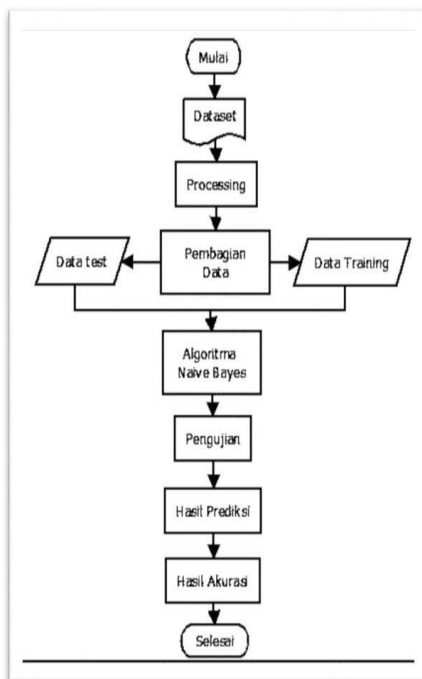 Mulai
Dataset
Processing
Data test
Pembagian
Data
Data Training
Algoritma
Naive Bayes
Pengujian
Hasil Prediksi
Hasil Akurasi
Selesai